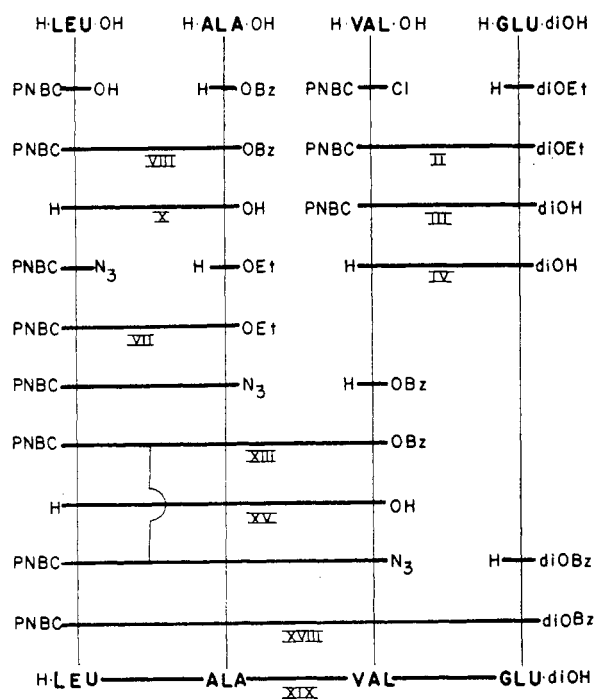 H·LEU·OH H·ALA·OH H·VAL·OH H·GLU·diOH
PNBC OH H OBz PNBC Cl H diOEt
PNBC OBz PNBC diOEt
VIII II
H OH PNBC diOH
X III
PNBC N3 H OEt H diOH
IV
PNBC OEt
VII
PNBC N3 H OBz
PNBC OBz
XIII
H OH
XV
PNBC N3 H diOBz
PNBC diOBz
XVIII
H·LEU ALA VAL GLU·diOH
XIX